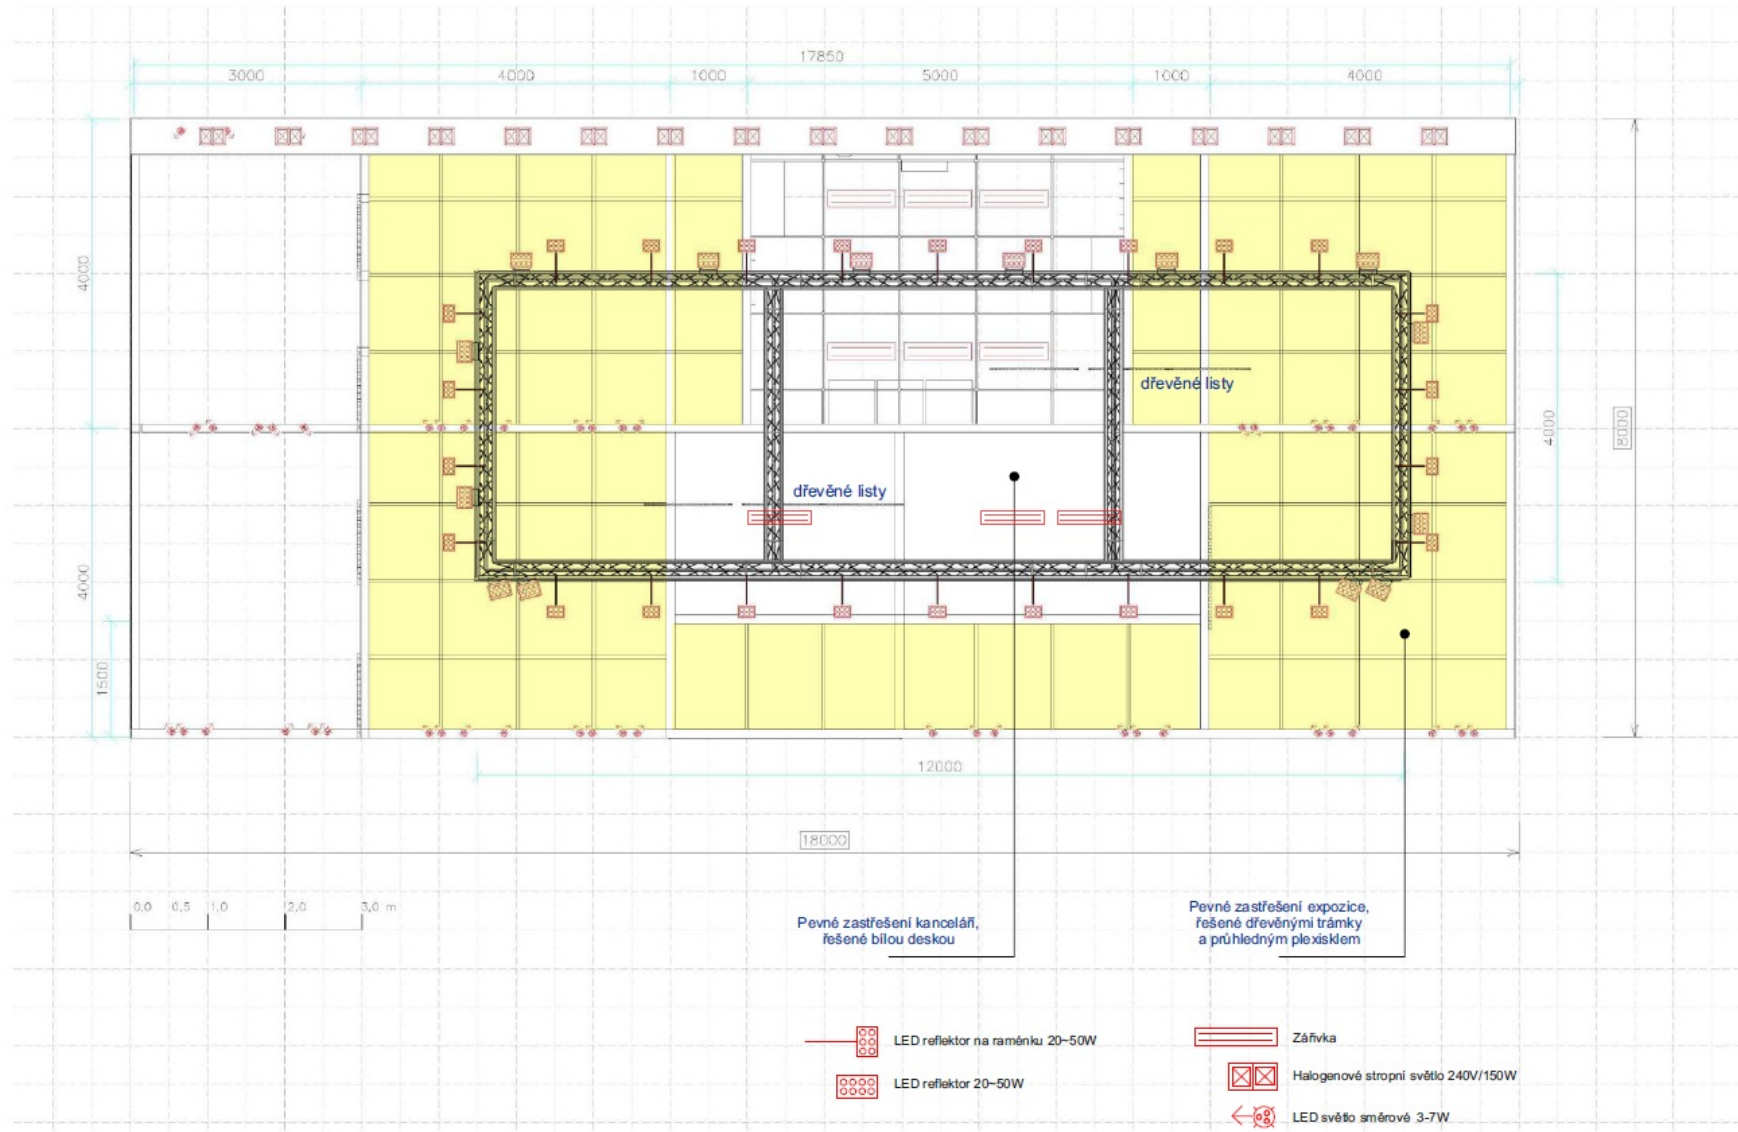 17850
3000 4000 1000 5000 1000 4000
4000
dřevěné listy
4000
8000
dřevěné listy
4000
1500
12000
18000
0,0 0,5 1,0 2,0 3,0 m
Pevné zastřešení kanceláří,
řešené bílou deskou
Pevné zastřešení expozice,
řešené dřevěnými trámky
a průhledným plexisklem
LED reflektor na raménku 20~50W
Zářivka
LED reflektor 20~50W
Halogenové stropní světlo 240V/150W
LED světlo směrové 3-7W